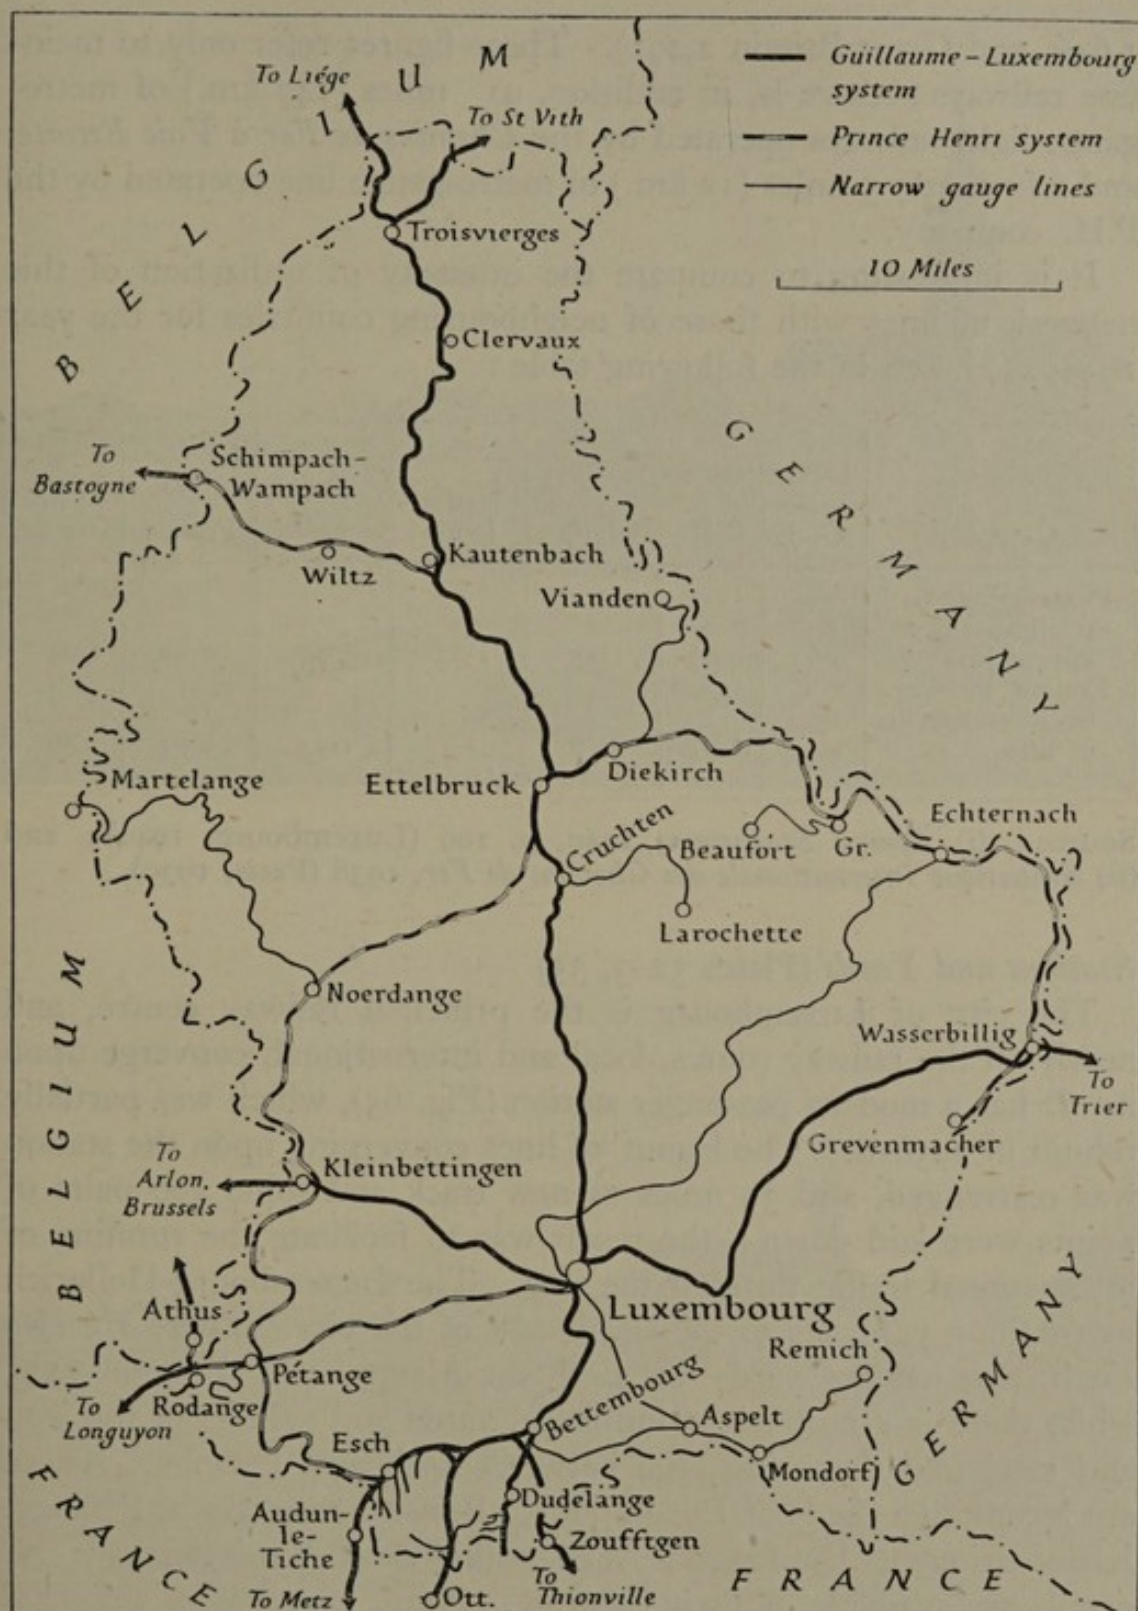 Guillaume-Luxembourg
system
Prince Henri system
Narrow gauge lines
10 Miles
BELGIUM
To Liége
To St Vith
Troisvierges
Clervaux
GERMANY
To
Bastogne
Schimpach-
Wampach
Wiltz
Kautenbach
Vianden
Martelange
Ettelbruck
Diekirch
Cruchten
Beaufort
Gr.
Echternach
Larochette
BELGIUM
Noerdange
Wasserbillig
To
Trier
Grevenmacher
To
Arlon,
Brussels
Kleinbettingen
Luxembourg
Athus
Remich
GERMANY
Pétange
Rodange
To
Longuyon
Bettembourg
Aspelt
Mondorf
Esch
FRANCE
Audun-
le-
Tiche
Dudelange
Zoufftgen
To Metz
Ott.
To
Thionville
FRANCE